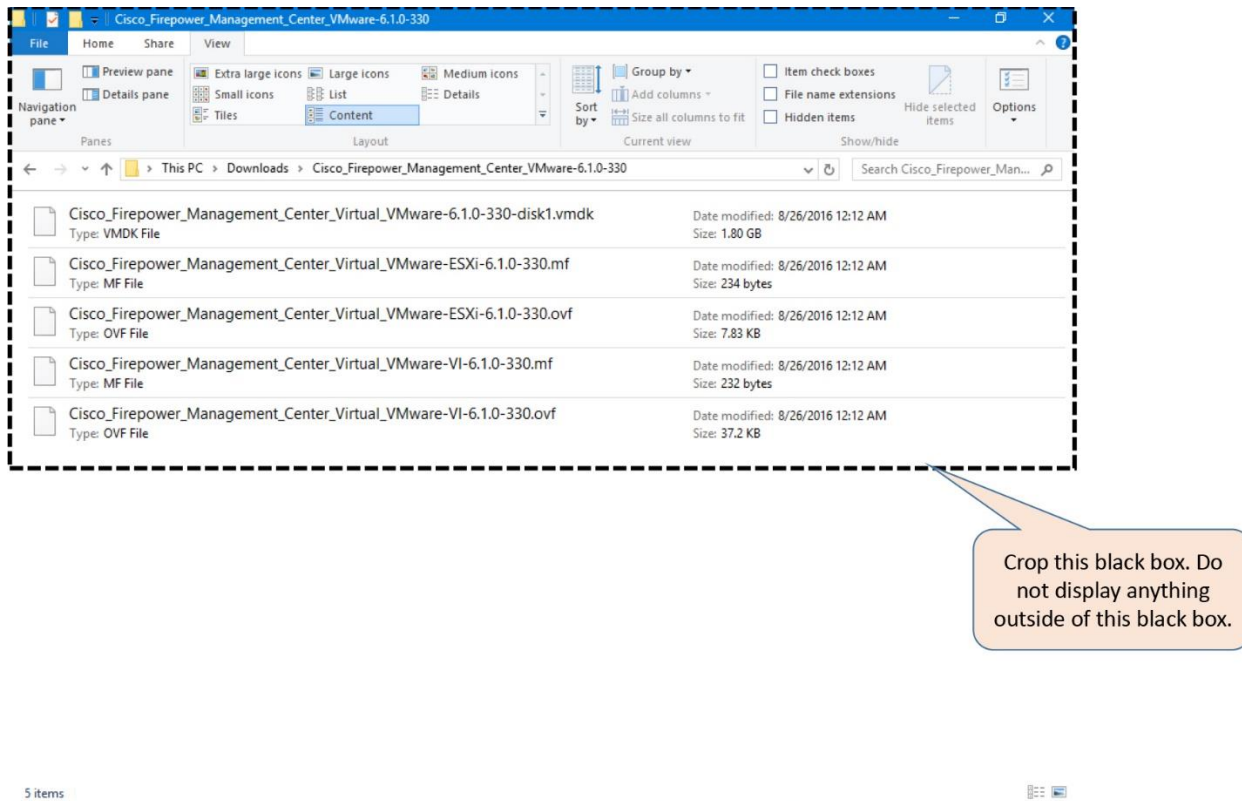 Cisco_Firepower_Management_Center_VMware-6.1.0-330
File Home Share View
Preview pane
Details pane
Navigation pane
Panes
Extra large icons Large icons Medium icons
Small icons List Details
Tiles Content
Layout
Sort by
Group by
Add columns
Size all columns to fit
Current view
Item check boxes
File name extensions
Hidden items
Hide selected items
Show/hide
Options
This PC > Downloads > Cisco_Firepower_Management_Center_VMware-6.1.0-330
Search Cisco_Firepower_Man...
Cisco_Firepower_Management_Center_Virtual_VMware-6.1.0-330-disk1.vmdk Date modified: 8/26/2016 12:12 AM
Type: VMDK File Size: 1.80 GB
Cisco_Firepower_Management_Center_Virtual_VMware-ESXi-6.1.0-330.mf Date modified: 8/26/2016 12:12 AM
Type: MF File Size: 234 bytes
Cisco_Firepower_Management_Center_Virtual_VMware-ESXi-6.1.0-330.ovf Date modified: 8/26/2016 12:12 AM
Type: OVF File Size: 7.83 KB
Cisco_Firepower_Management_Center_Virtual_VMware-VI-6.1.0-330.mf Date modified: 8/26/2016 12:12 AM
Type: MF File Size: 232 bytes
Cisco_Firepower_Management_Center_Virtual_VMware-VI-6.1.0-330.ovf Date modified: 8/26/2016 12:12 AM
Type: OVF File Size: 37.2 KB
Crop this black box. Do
not display anything
outside of this black box.
5 items